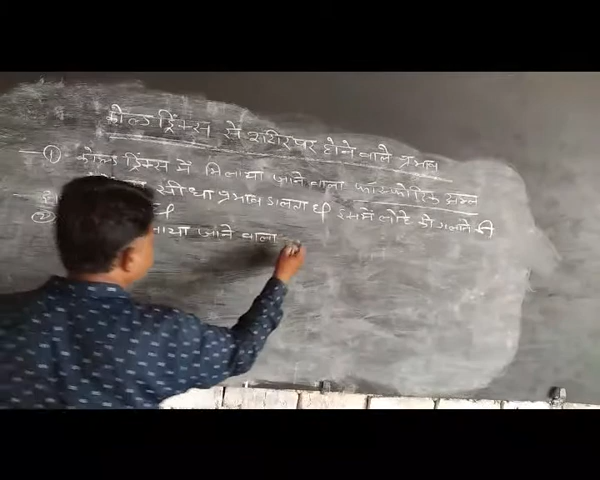 कोल्ड ड्रिंक्स से शरीर पर होने वाले प्रभाव
① कोल्ड ड्रिंक्स में मिलाया जाने वाला फास्फोरिक अम्ल
सीधा प्रभाव डालता है इसमें लोहे को गलाने की
② जाने वाला